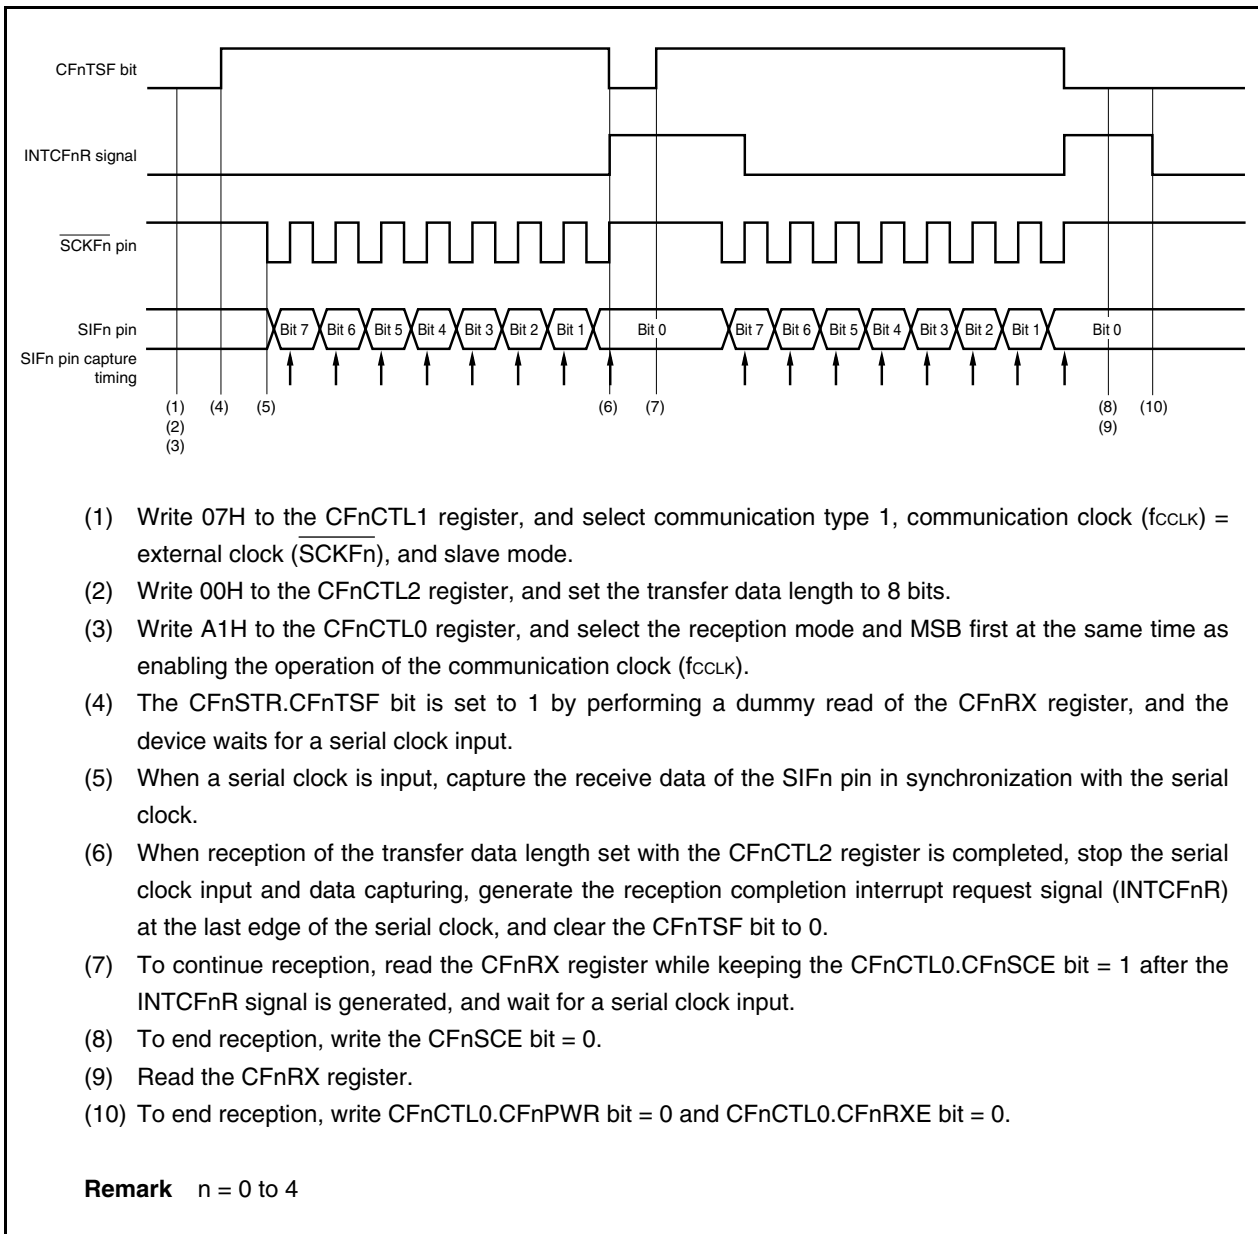 CFnTSF bit
INTCFnR signal
SCKFn pin
SIFn pin
Bit 7 Bit 6 Bit 5 Bit 4 Bit 3 Bit 2 Bit 1 Bit 0 Bit 7 Bit 6 Bit 5 Bit 4 Bit 3 Bit 2 Bit 1 Bit 0
SIFn pin capture
timing
(1) (4) (5) (6) (7) (8) (10)
(2) (9)
(3)
(1) Write 07H to the CFnCTL1 register, and select communication type 1, communication clock (fCCLK) =
external clock (SCKFn), and slave mode.
(2) Write 00H to the CFnCTL2 register, and set the transfer data length to 8 bits.
(3) Write A1H to the CFnCTL0 register, and select the reception mode and MSB first at the same time as
enabling the operation of the communication clock (fCCLK).
(4) The CFnSTR.CFnTSF bit is set to 1 by performing a dummy read of the CFnRX register, and the
device waits for a serial clock input.
(5) When a serial clock is input, capture the receive data of the SIFn pin in synchronization with the serial
clock.
(6) When reception of the transfer data length set with the CFnCTL2 register is completed, stop the serial
clock input and data capturing, generate the reception completion interrupt request signal (INTCFnR)
at the last edge of the serial clock, and clear the CFnTSF bit to 0.
(7) To continue reception, read the CFnRX register while keeping the CFnCTL0.CFnSCE bit = 1 after the
INTCFnR signal is generated, and wait for a serial clock input.
(8) To end reception, write the CFnSCE bit = 0.
(9) Read the CFnRX register.
(10) To end reception, write CFnCTL0.CFnPWR bit = 0 and CFnCTL0.CFnRXE bit = 0.
Remark n = 0 to 4